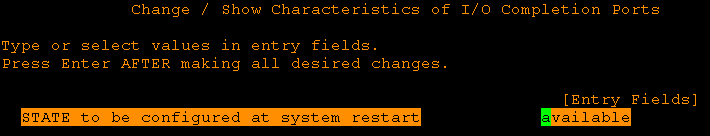 Change / Show Characteristics of I/O Completion Ports
Type or select values in entry fields.
Press Enter AFTER making all desired changes.
[Entry Fields]
STATE to be configured at system restart available